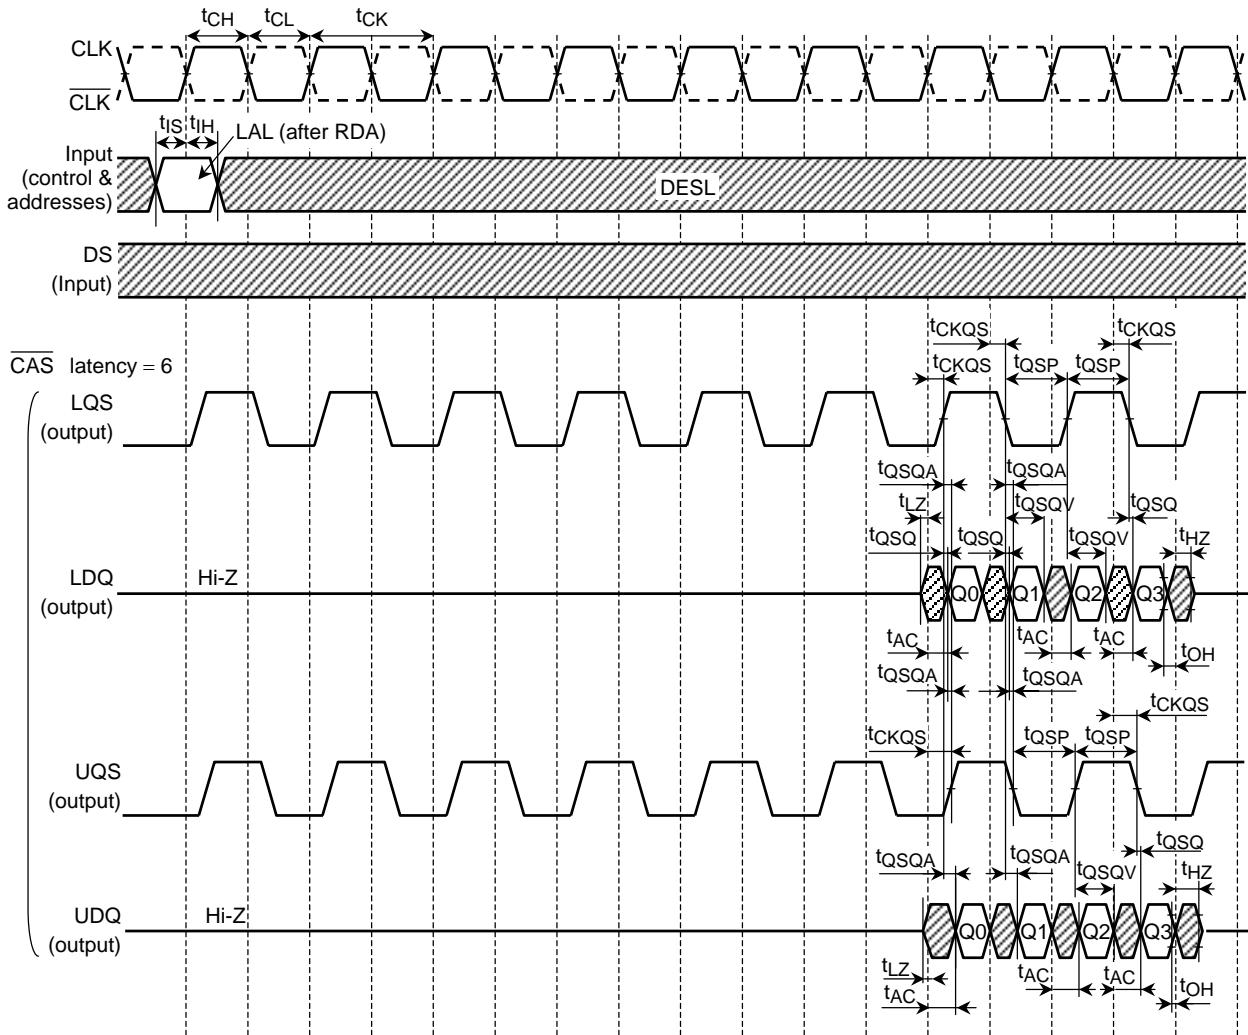 tCH tCL tCK
CLK
CLK
tIS tIH LAL (after RDA)
Input
(control &
addresses)
DESL
DS
(Input)
tCKQS tCKQS
CAS latency = 6
tCKQS tQSP tQSP
LQS
(output)
tQSQA tQSQA
tLZ tQSQV tQSQ
tQSQ tQSQ tQSQV tHZ
LDQ
(output)
Hi-Z
Q0 Q1 Q2 Q3
tAC tAC tAC
tOH
tQSQA tQSQA
tCKQS
tCKQS tQSP tQSP
UQS
(output)
tQSQ
tQSQA tQSQA tQSQV tHZ
UDQ
(output)
Hi-Z
Q0 Q1 Q2 Q3
tLZ tAC tAC tOH
tAC